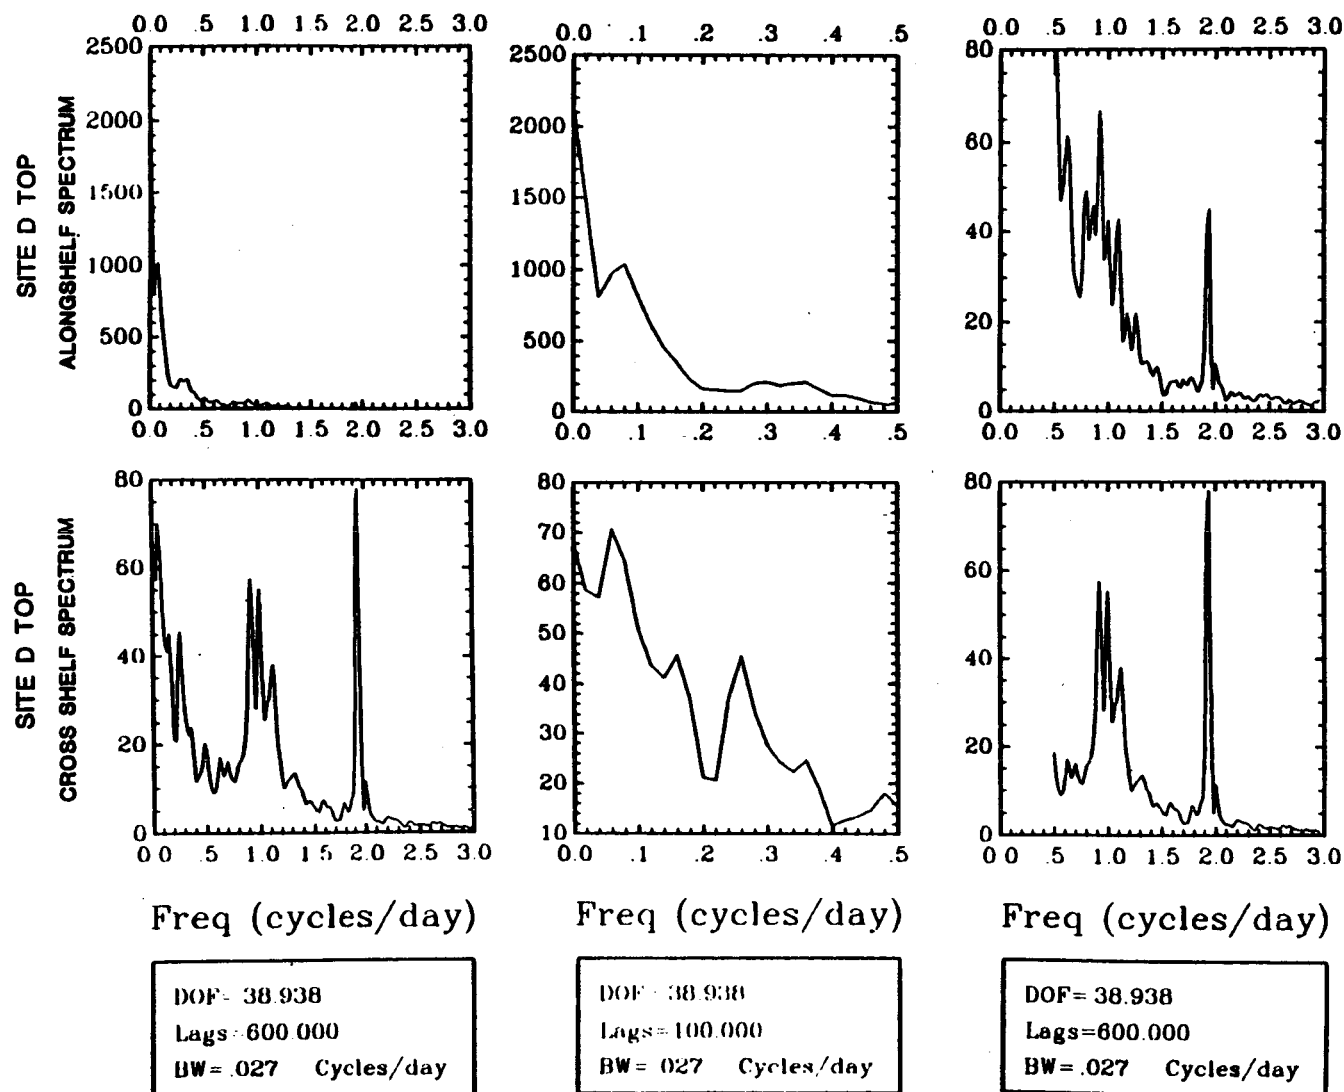 0.0 .5 1.0 1.5 2.0 2.5 3.0
0.0 .1 .2 .3 .4 .5
0.0 .5 1.0 1.5 2.0 2.5 3.0
SITE D TOP
ALONGSHELF SPECTRUM
2500
2000
1500
1000
500
0
2500
2000
1500
1000
500
0
80
60
40
20
0
0.0 .5 1.0 1.5 2.0 2.5 3.0
0.0 .1 .2 .3 .4 .5
0.0 .5 1.0 1.5 2.0 2.5 3.0
SITE D TOP
CROSS SHELF SPECTRUM
80
60
40
20
0
80
70
60
50
40
30
20
10
80
60
40
20
0
0 0 .5 1.0 1.5 2.0 2.5 3.0
0.0 .1 .2 .3 .4 .5
0 0 .5 1.0 1.5 2.0 2.5 3.0
Freq (cycles/day)
Freq (cycles/day)
Freq (cycles/day)
DOF= 38.938
Lags=600.000
BW= .027 Cycles/day
DOF= 38.938
Lags=100.000
BW= .027 Cycles/day
DOF= 38.938
Lags=600.000
BW= .027 Cycles/day